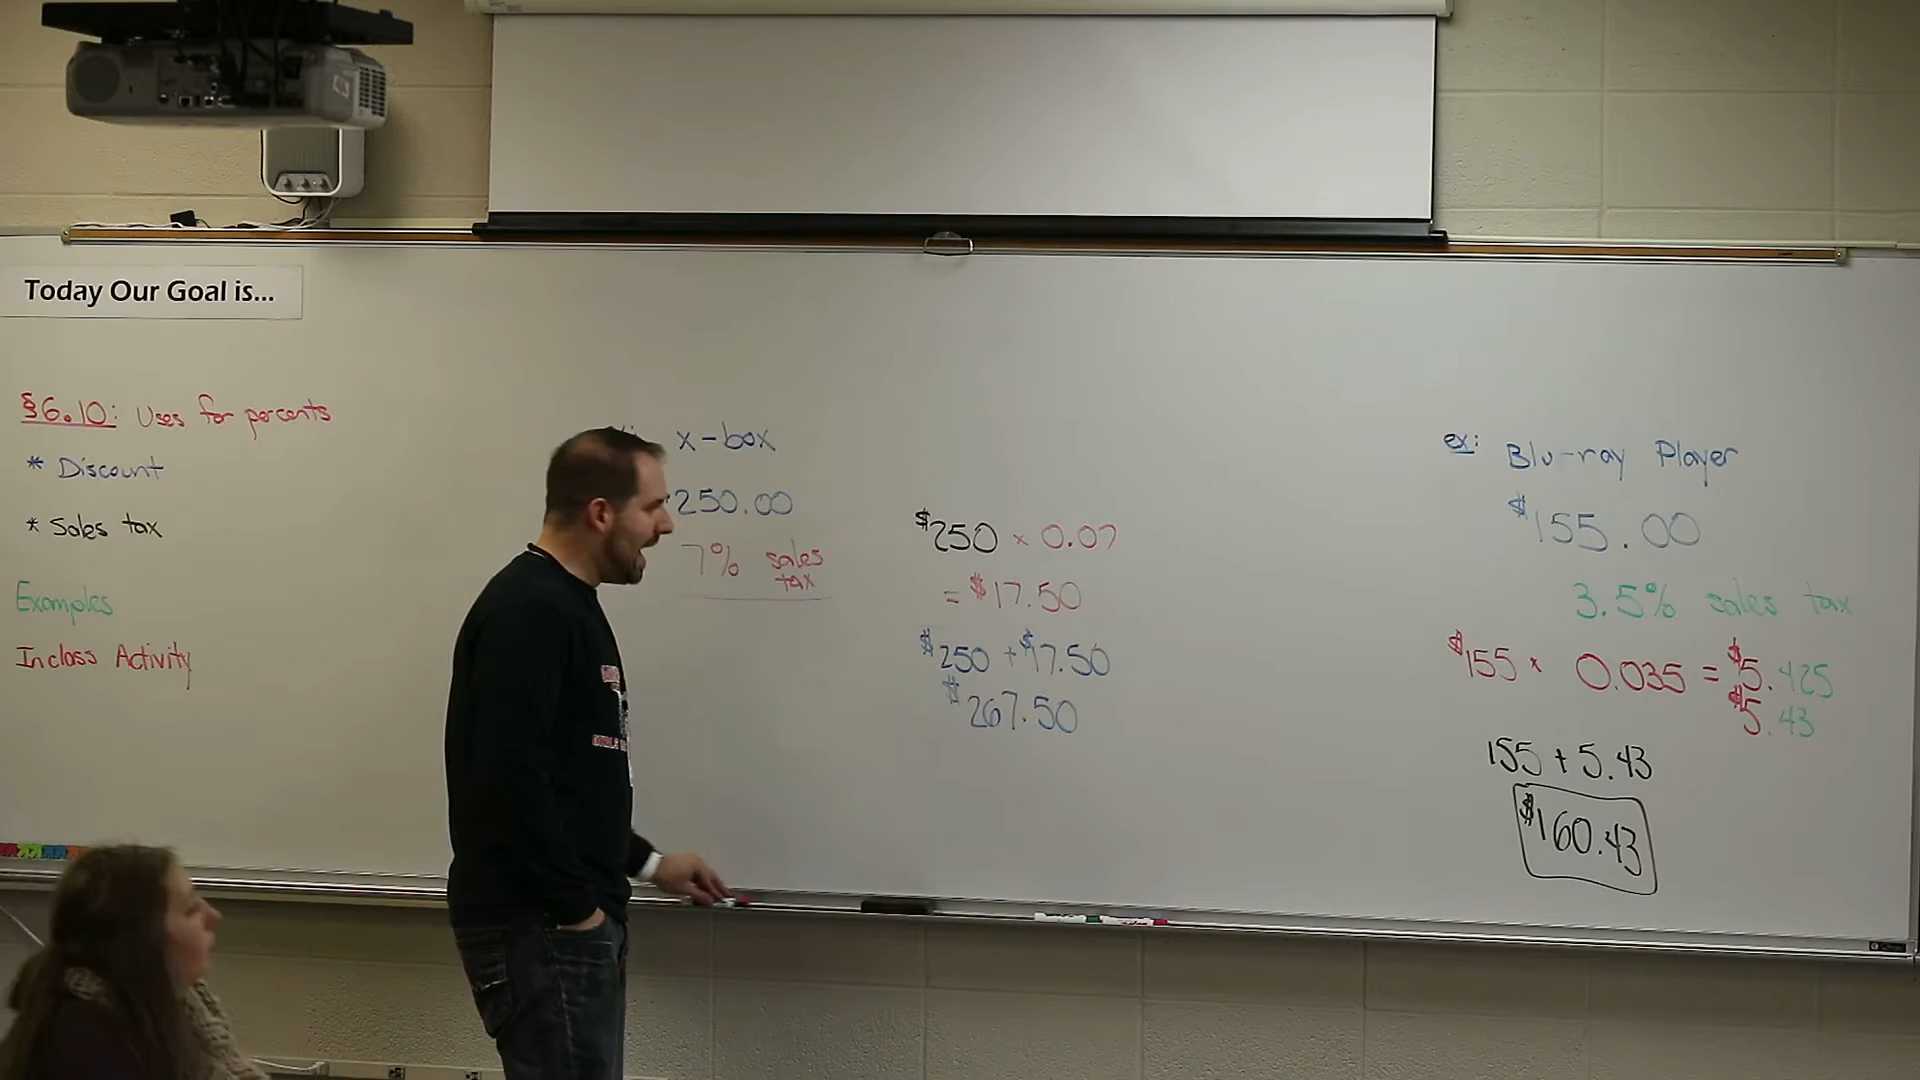 Today Our Goal is...
§6.10: Uses for percents
* Discount
* Sales tax
Examples
Inclass Activity
x-box
250.00
7% sales
tax
$250 x 0.07
= $17.50
$250 + $17.50
$267.50
ex: Blu-ray Player
$155.00
3.5% sales tax
$155 x 0.035 = $5.425
$5.43
155 + 5.43
$160.43